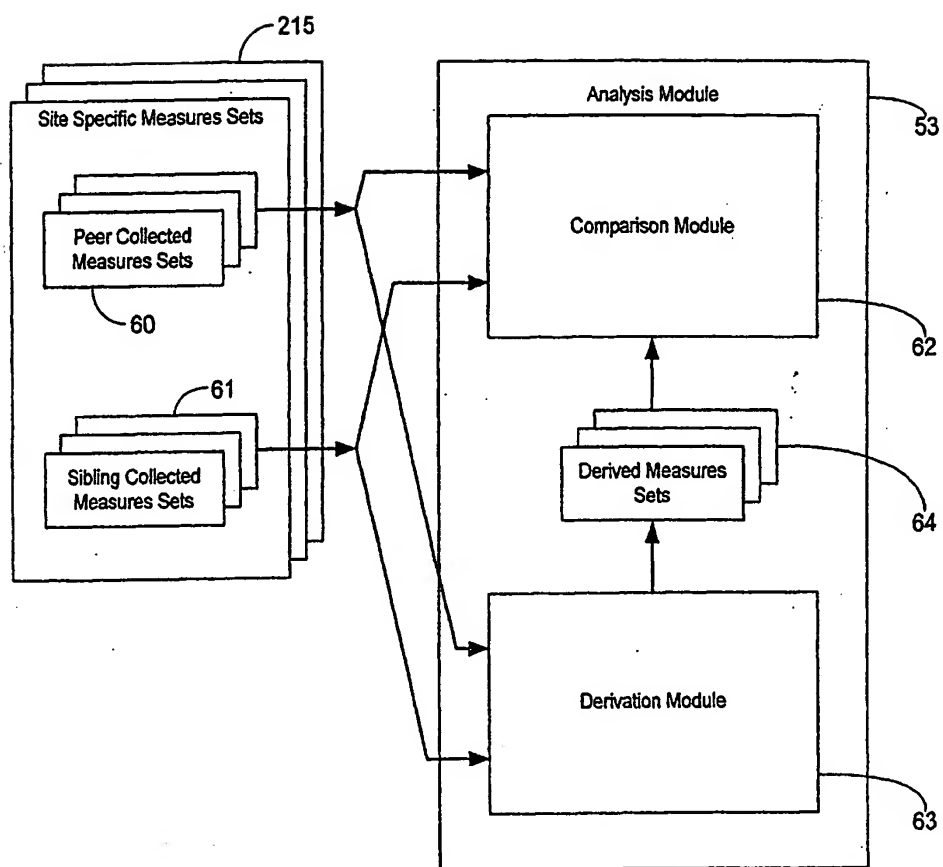 215
Site Specific Measures Sets
Peer Collected
Measures Sets
60
61
Sibling Collected
Measures Sets
Analysis Module
53
Comparison Module
62
Derived Measures
Sets
64
Derivation Module
63